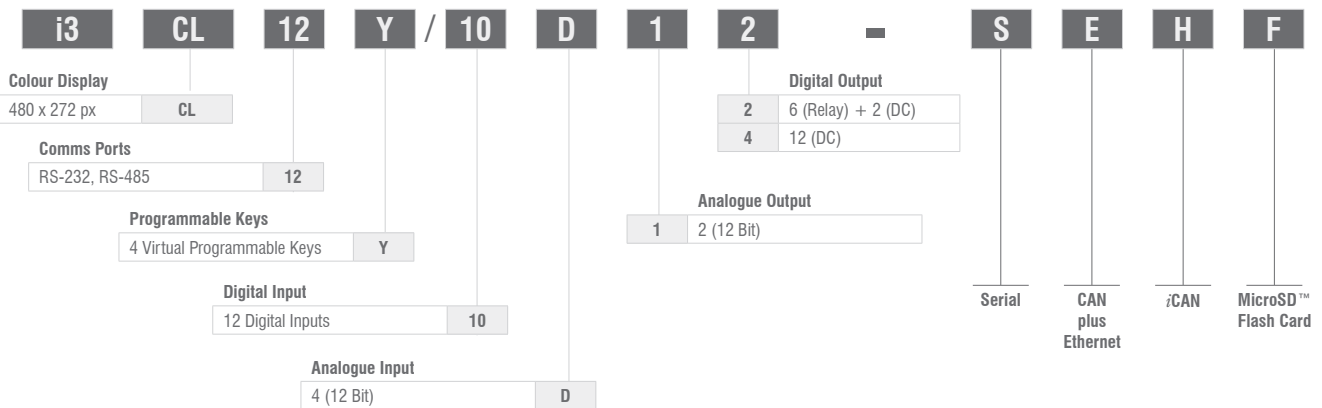 i3 CL 12 Y / 10 D 1 2 - S E H F
Colour Display
480 x 272 px CL
Comms Ports
RS-232, RS-485 12
Programmable Keys
4 Virtual Programmable Keys Y
Digital Input
12 Digital Inputs 10
Analogue Input
4 (12 Bit) D
Digital Output
2 6 (Relay) + 2 (DC)
4 12 (DC)
Analogue Output
1 2 (12 Bit)
Serial
CAN
plus
Ethernet
iCAN
MicroSD™
Flash Card